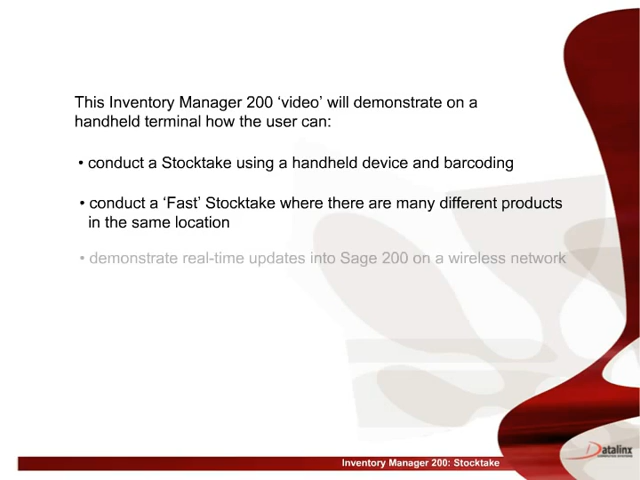 This Inventory Manager 200 ‘video’ will demonstrate on a
handheld terminal how the user can:
• conduct a Stocktake using a handheld device and barcoding
• conduct a ‘Fast’ Stocktake where there are many different products
in the same location
• demonstrate real-time updates into Sage 200 on a wireless network
Inventory Manager 200: Stocktake
Datalinx